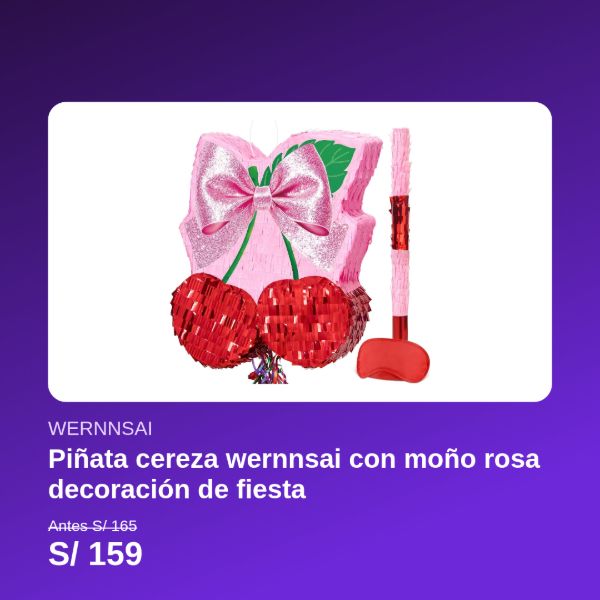 WERNNSAI
Piñata cereza wernnsai con moño rosa
decoración de fiesta
Antes S/ 165
S/ 159